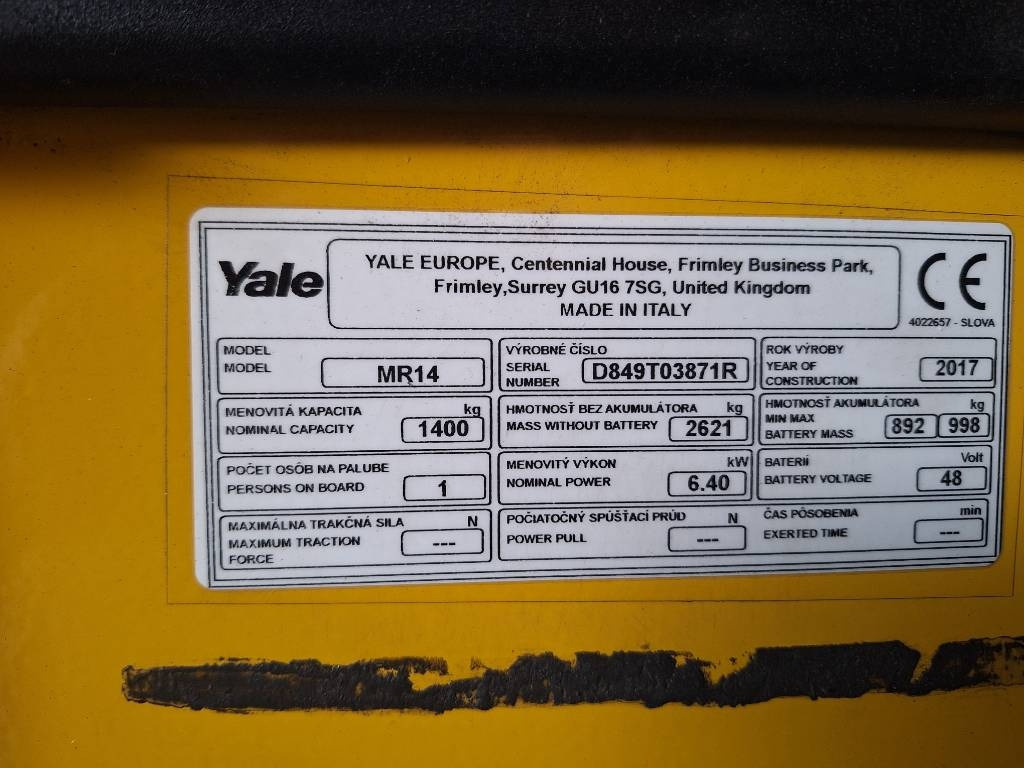 Yale
YALE EUROPE, Centennial House, Frimley Business Park,
Frimley,Surrey GU16 7SG, United Kingdom
MADE IN ITALY
CE
4022657 - SLOVA
MODEL
MODEL MR14
VÝROBNÉ ČÍSLO
SERIAL
NUMBER D849T03871R
ROK VÝROBY
YEAR OF
CONSTRUCTION 2017
MENOVITÁ KAPACITA kg
NOMINAL CAPACITY 1400
HMOTNOSŤ BEZ AKUMULÁTORA kg
MASS WITHOUT BATTERY 2621
HMOTNOSŤ AKUMULÁTORA kg
MIN MAX
BATTERY MASS 892 998
POČET OSÔB NA PALUBE
PERSONS ON BOARD 1
MENOVITÝ VÝKON kW
NOMINAL POWER 6.40
BATERIÍ Volt
BATTERY VOLTAGE 48
MAXIMÁLNA TRAKČNÁ SILA N
MAXIMUM TRACTION
FORCE ---
POČIATOČNÝ SPÚŠŤACÍ PRÚD N
POWER PULL ---
ČAS PÔSOBENIA min
EXERTED TIME ---